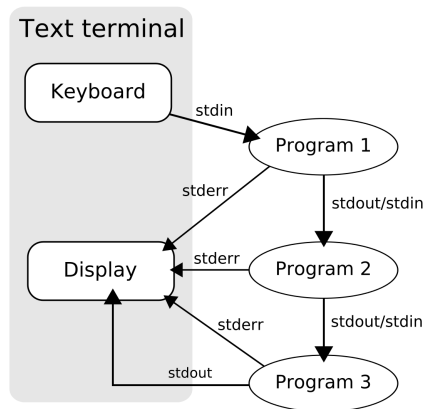 Text terminal
Keyboard
stdin
Program 1
stderr
stdout/stdin
stderr
Display
Program 2
stderr
stdout/stdin
stdout
Program 3